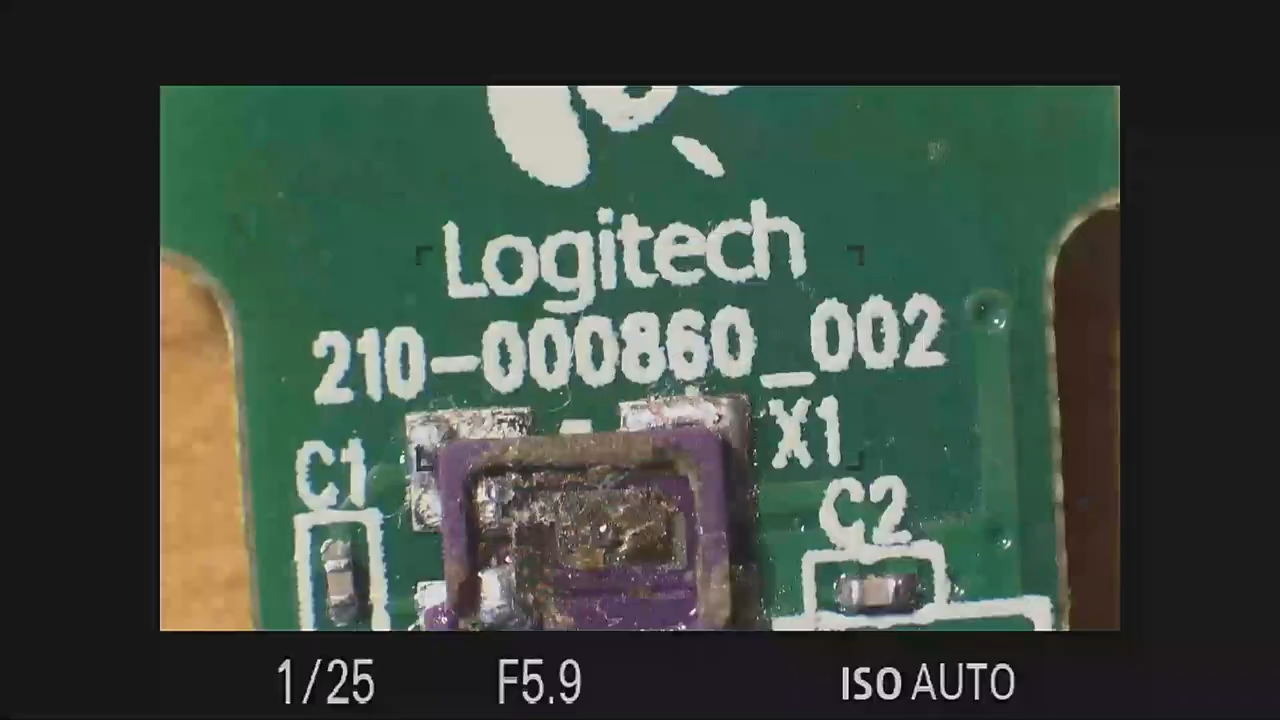 Logitech
210-000860_002
X1
C1
C2
1/25 F5.9 ISO AUTO